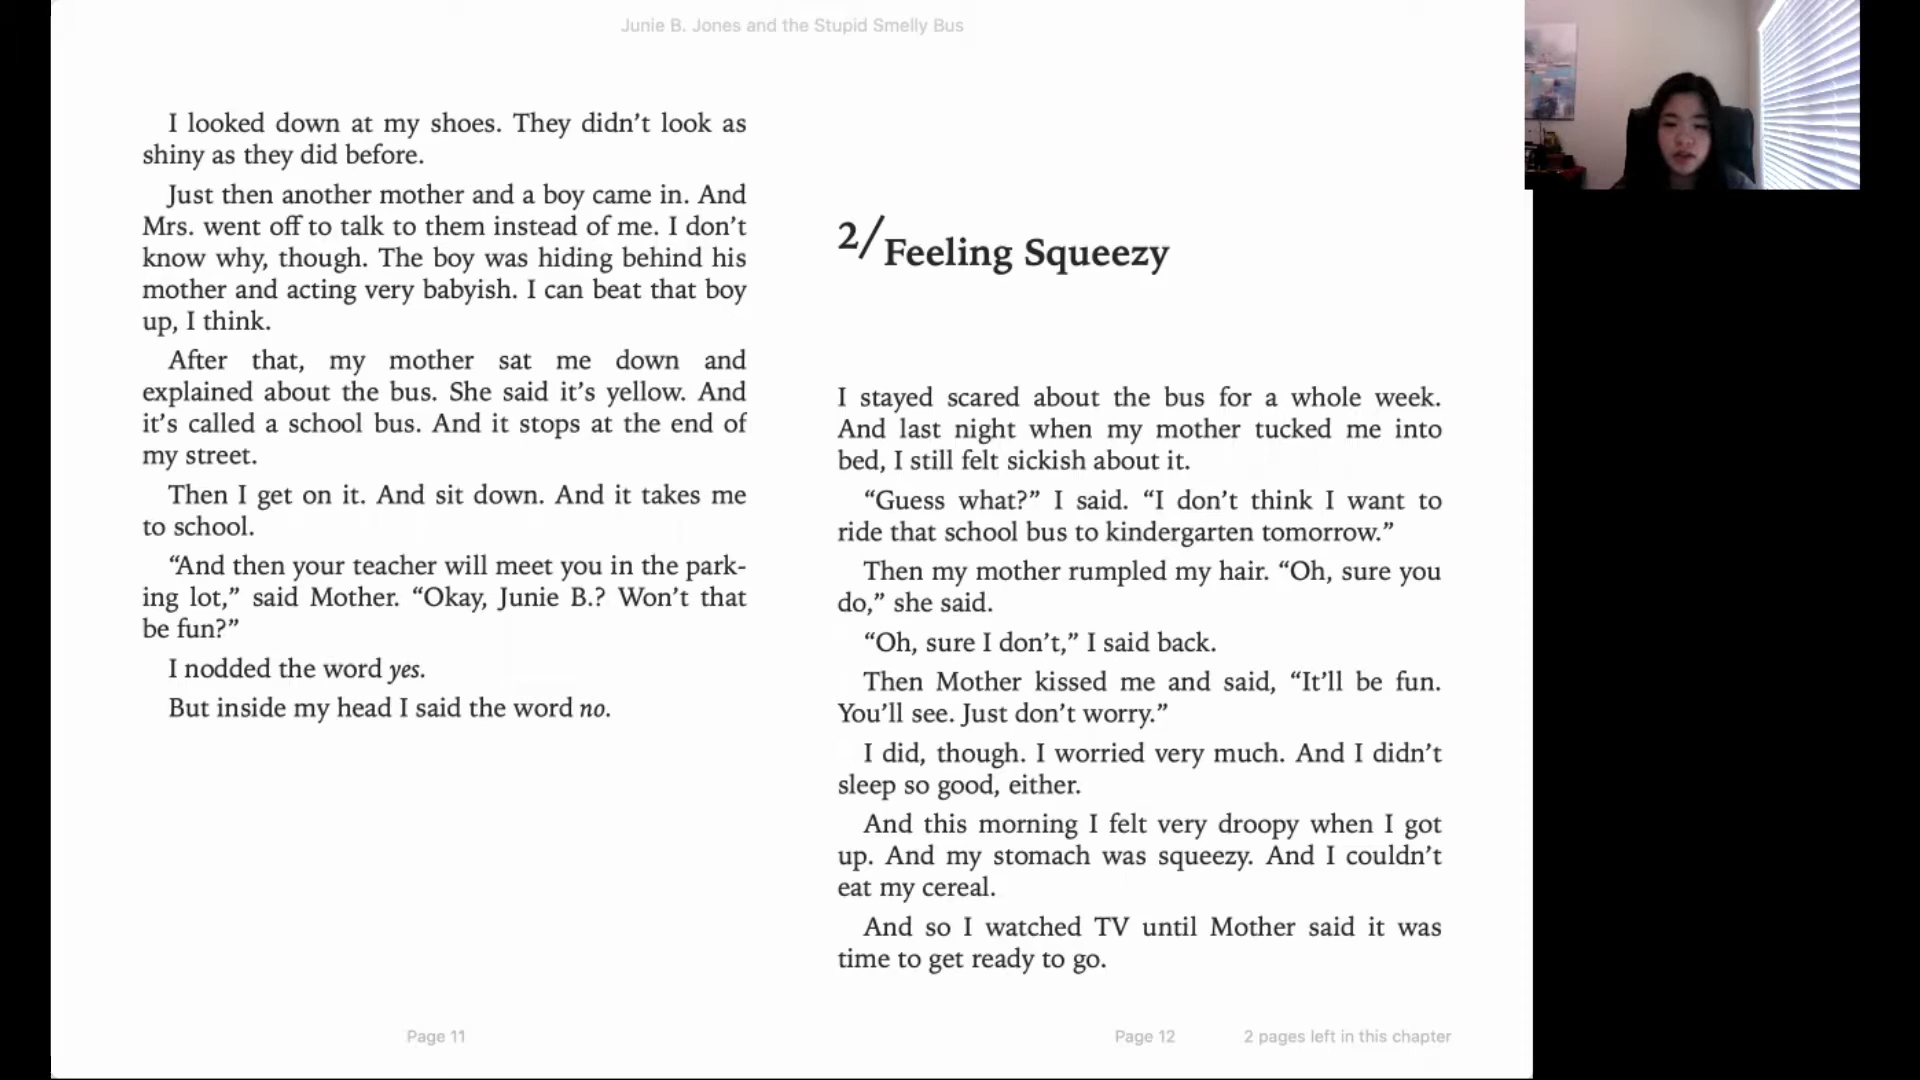 Junie B. Jones and the Stupid Smelly Bus
I looked down at my shoes. They didn’t look as
shiny as they did before.
Just then another mother and a boy came in. And
Mrs. went off to talk to them instead of me. I don’t
know why, though. The boy was hiding behind his
mother and acting very babyish. I can beat that boy
up, I think.
After that, my mother sat me down and
explained about the bus. She said it’s yellow. And
it’s called a school bus. And it stops at the end of
my street.
Then I get on it. And sit down. And it takes me
to school.
“And then your teacher will meet you in the park-
ing lot,” said Mother. “Okay, Junie B.? Won’t that
be fun?”
I nodded the word yes.
But inside my head I said the word no.
Page 11
2/Feeling Squeezy
I stayed scared about the bus for a whole week.
And last night when my mother tucked me into
bed, I still felt sickish about it.
“Guess what?” I said. “I don’t think I want to
ride that school bus to kindergarten tomorrow.”
Then my mother rumpled my hair. “Oh, sure you
do,” she said.
“Oh, sure I don’t,” I said back.
Then Mother kissed me and said, “It’ll be fun.
You’ll see. Just don’t worry.”
I did, though. I worried very much. And I didn’t
sleep so good, either.
And this morning I felt very droopy when I got
up. And my stomach was squeezy. And I couldn’t
eat my cereal.
And so I watched TV until Mother said it was
time to get ready to go.
Page 12
2 pages left in this chapter